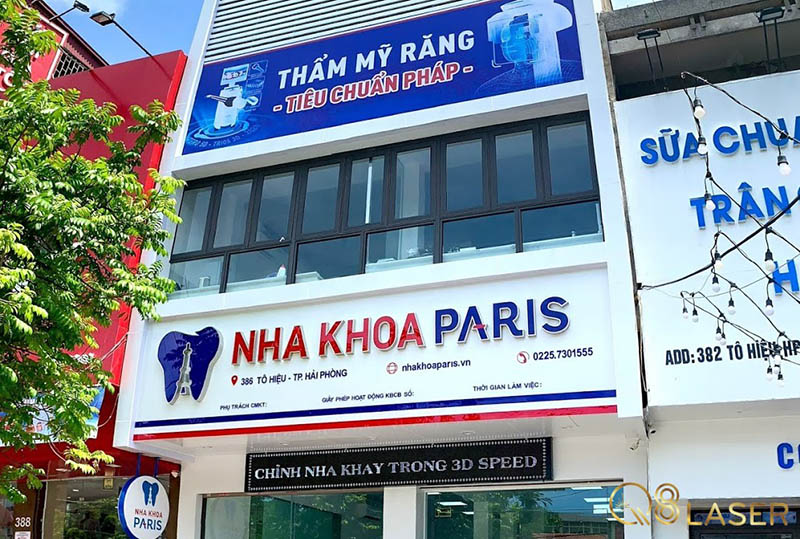 THẨM MỸ RĂNG
- TIÊU CHUẨN PHÁP -
SỮA CHUA
TRÂN
H
NHA KHOA PARIS
386 TÔ HIỆU - TP. HẢI PHÒNG
nhakhoaparis.vn
0225.7301555
PHỤ TRÁCH CMKT:
GIẤY PHÉP HOẠT ĐỘNG KBCB SỐ:
THỜI GIAN LÀM VIỆC:
ADD: 382 TÔ HIỆU-HP
CHỈNH NHA KHAY TRONG 3D SPEED
CO
NHA KHOA
PARIS
388
Q8 LASER